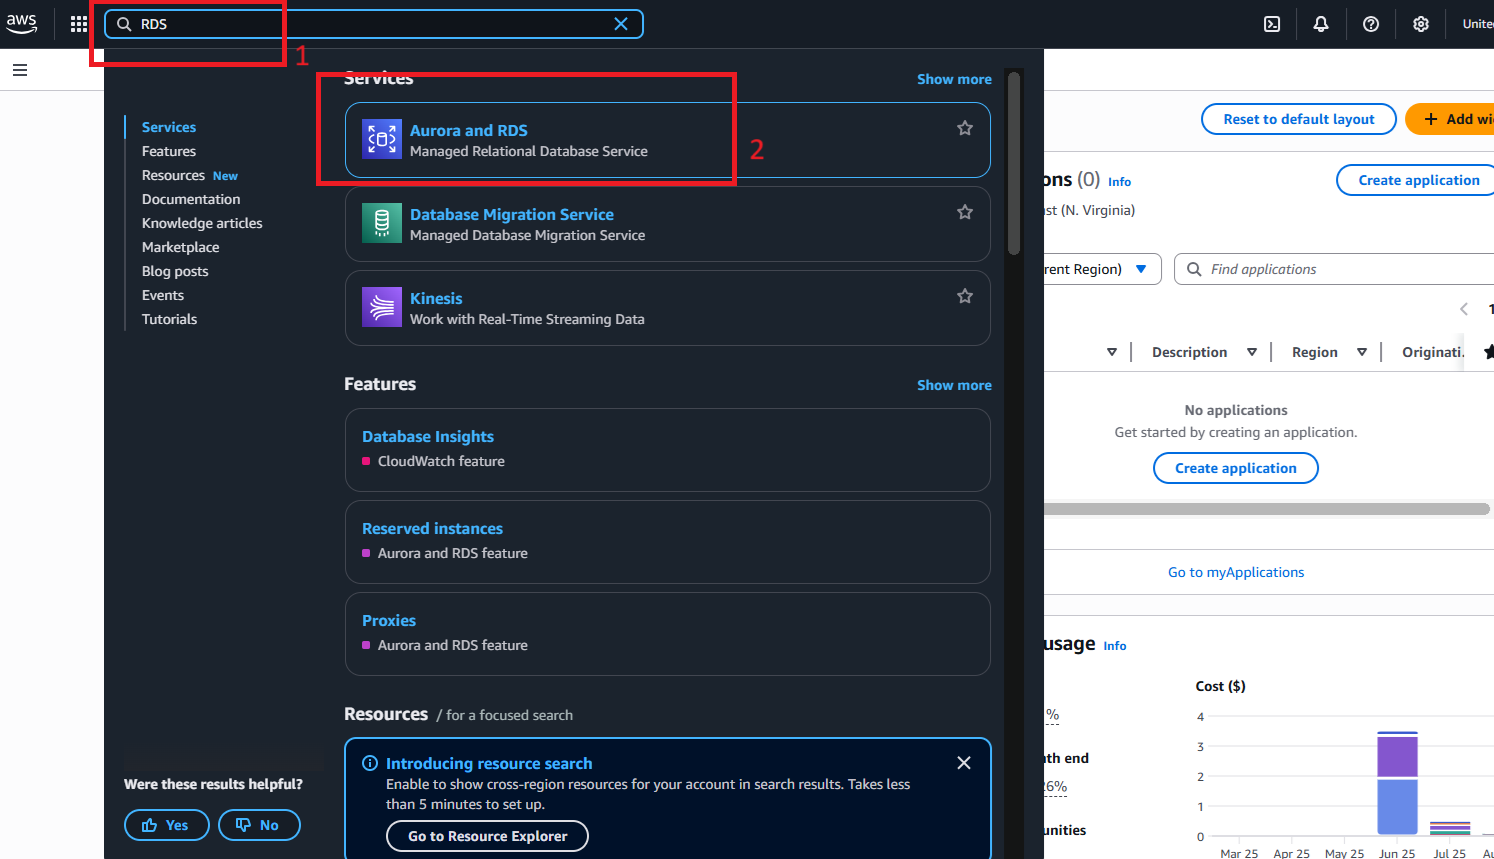 aws
RDS
Unite
1
Services
Show more
Services
Features
Resources New
Documentation
Knowledge articles
Marketplace
Blog posts
Events
Tutorials
Aurora and RDS
Managed Relational Database Service
2
Database Migration Service
Managed Database Migration Service
Kinesis
Work with Real-Time Streaming Data
Features
Show more
Database Insights
CloudWatch feature
Reserved instances
Aurora and RDS feature
Proxies
Aurora and RDS feature
Resources / for a focused search
Introducing resource search
Enable to show cross-region resources for your account in search results. Takes less
than 5 minutes to set up.
Go to Resource Explorer
Were these results helpful?
Yes
No
Reset to default layout
+ Add wi
ons (0) Info
Create application
st (N. Virginia)
rent Region)
Find applications
1
Description
Region
Originati.
No applications
Get started by creating an application.
Create application
Go to myApplications
usage Info
Cost ($)
%
nth end
26%
unities
4
3
2
1
0
Mar 25
Apr 25
May 25
Jun 25
Jul 25
Au